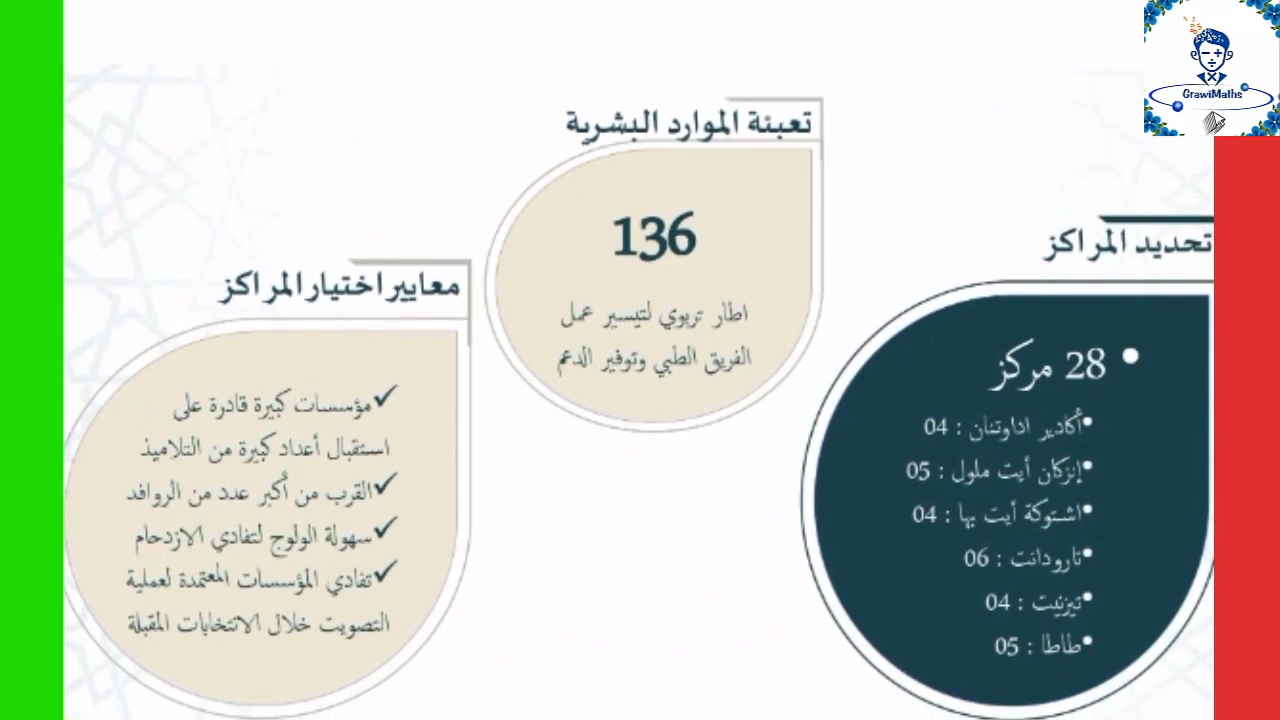 GrawiMaths
تحديد المراكز
• 28 مركز
•أكادير اداوتنان : 04
•إنزكان أيت ملول : 05
•اشتوكة أيت بها : 04
•تارودانت : 06
•تيزنيت : 04
•طاطا : 05
تعبئة الموارد البشرية
136
اطار تربوي لتيسير عمل
الفريق الطبي وتوفير الدعم
معايير اختيار المراكز
✓مؤسسات كبيرة قادرة على
استقبال أعداد كبيرة من التلاميذ
✓القرب من أكبر عدد من الروافد
✓سهولة الولوج لتفادي الازدحام
✓تفادي المؤسسات المعتمدة لعملية
التصويت خلال الانتخابات المقبلة